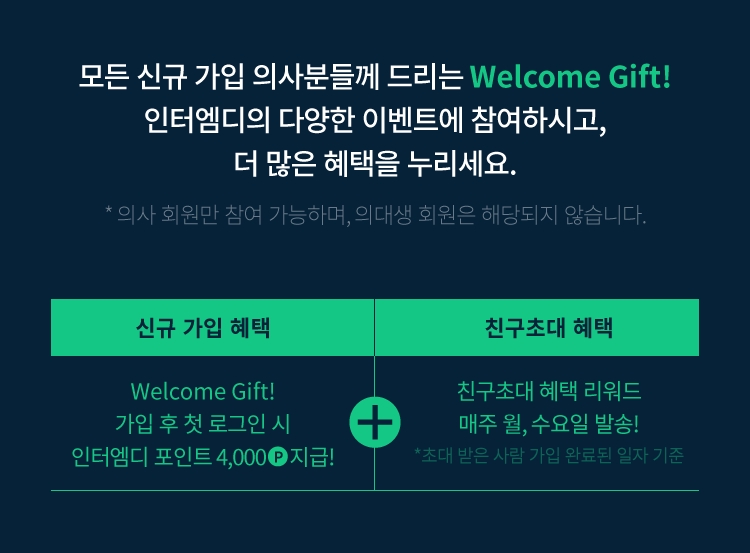 모든 신규 가입 의사분들께 드리는 Welcome Gift!
인터엠디의 다양한 이벤트에 참여하시고,
더 많은 혜택을 누리세요.
* 의사 회원만 참여 가능하며, 의대생 회원은 해당되지 않습니다.
신규 가입 혜택
친구초대 혜택
Welcome Gift!
가입 후 첫 로그인 시
인터엠디 포인트 4,000P지급!
친구초대 혜택 리워드
매주 월, 수요일 발송!
*초대 받은 사람 가입 완료된 일자 기준